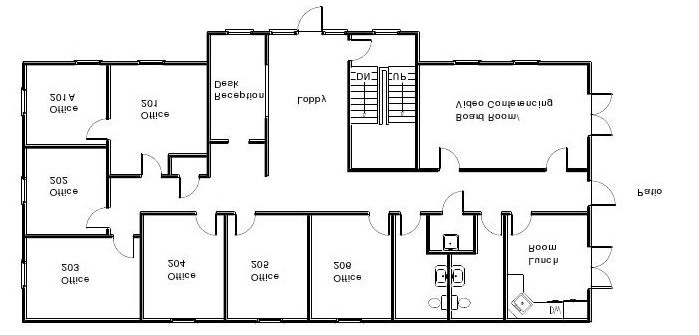 Office
201A
Office
201
Reception
Desk
Lobby
DN
UP
Board Room/
Video Conferencing
Office
202
Patio
Office
203
Office
204
Office
205
Office
206
Lunch
Room
DW